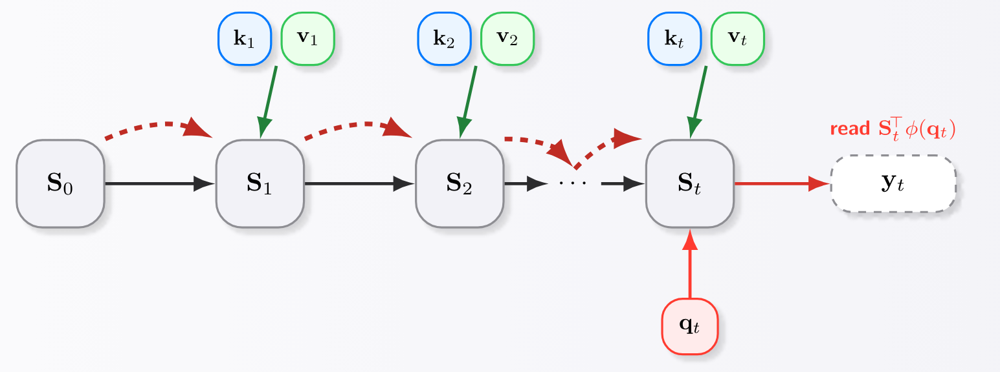 k₁ v₁ k₂ v₂ kₜ vₜ
read Sₜ⊤ϕ(qₜ)
S₀ S₁ S₂ ··· Sₜ yₜ
qₜ